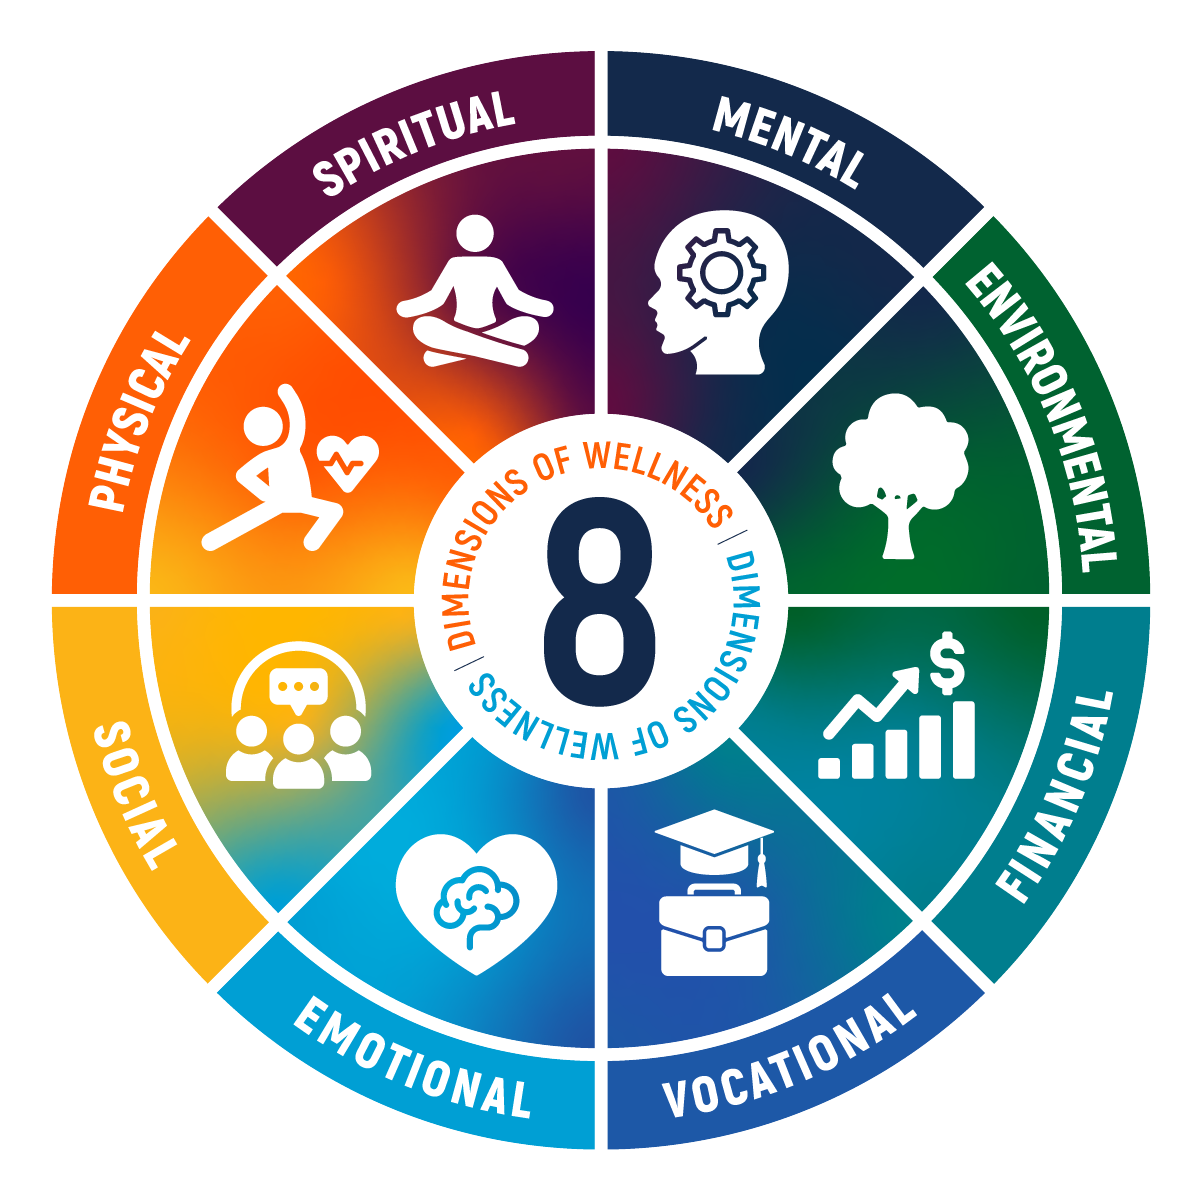 SPIRITUAL
MENTAL
ENVIRONMENTAL
FINANCIAL
VOCATIONAL
EMOTIONAL
SOCIAL
PHYSICAL
DIMENSIONS OF WELLNESS |
DIMENSIONS OF WELLNESS |
8
$